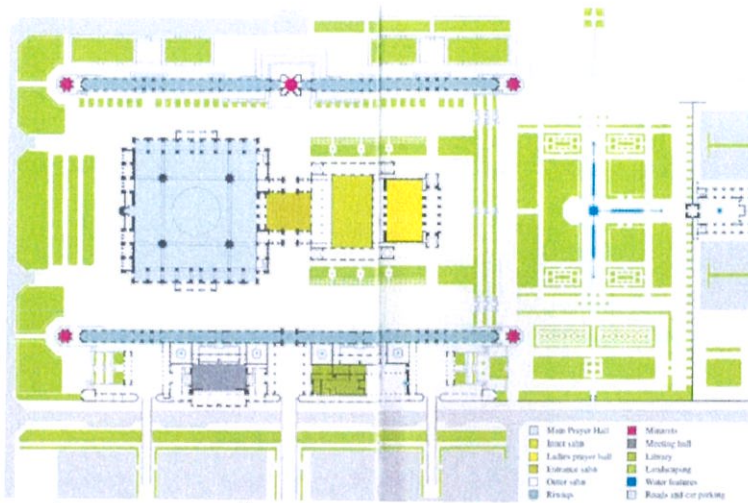 Main Prayer Hall
Inner sahn
Ladies prayer hall
Entrance sahn
Outer sahn
Riwaqs
Minarets
Meeting hall
Library
Landscaping
Water features
Roads and car parking